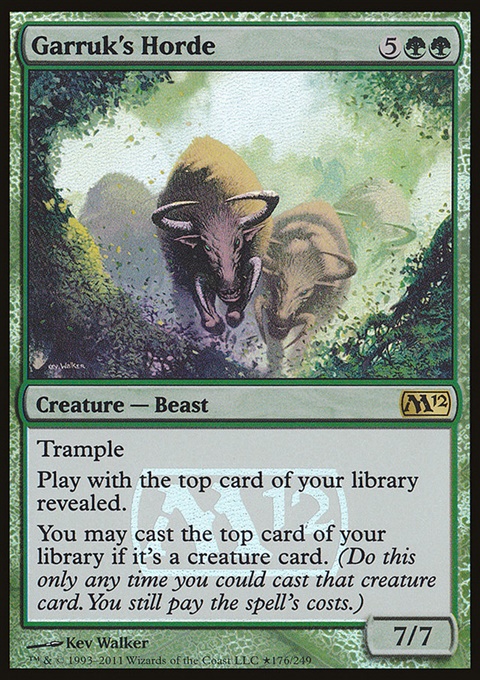 Garruk's Horde 5
Kev. Walker
Creature — Beast M12
Trample
Play with the top card of your library
revealed.
You may cast the top card of your
library if it's a creature card. (Do this
only any time you could cast that creature
card. You still pay the spell's costs.)
M12
7/7
Kev Walker
™ & © 1993–2011 Wizards of the Coast LLC ★176/249